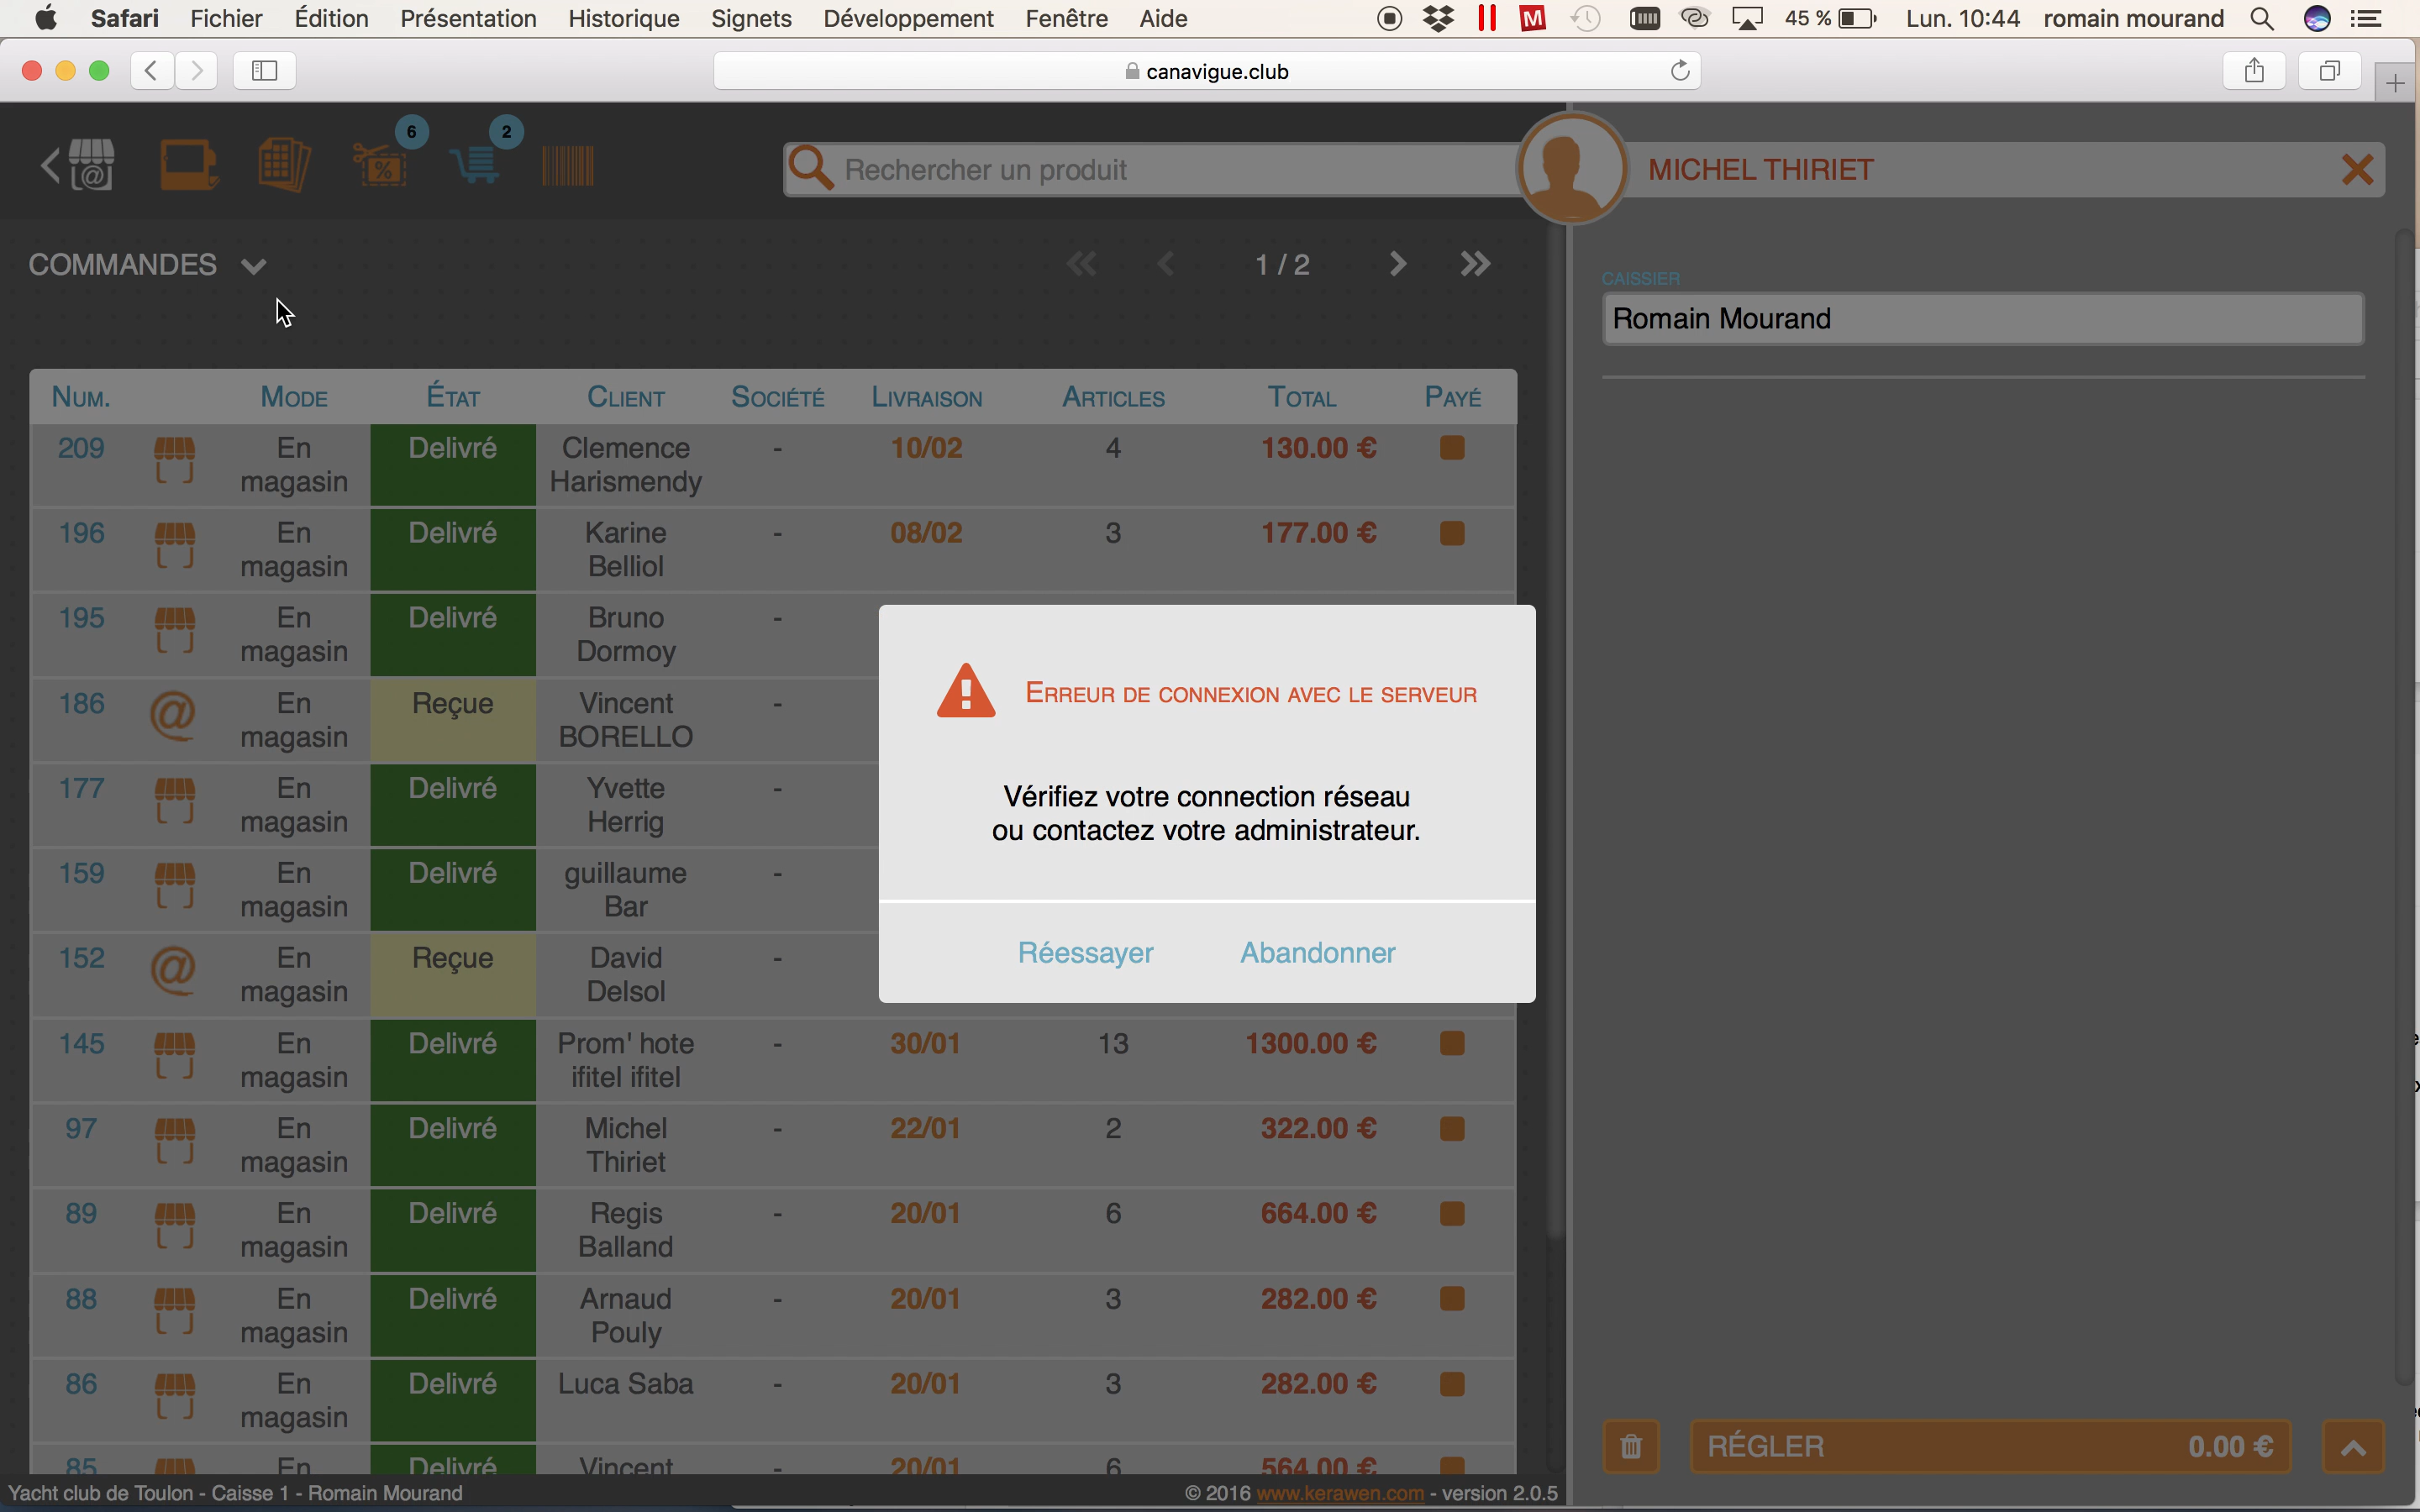 Safari Fichier Édition Présentation Historique Signets Développement Fenêtre Aide 45 % Lun. 10:44 romain mourand
canavigue.club
6 2
@ %
Rechercher un produit
MICHEL THIRIET
COMMANDES 1 / 2
CAISSIER
Romain Mourand
NUM. MODE ÉTAT CLIENT SOCIÉTÉ LIVRAISON ARTICLES TOTAL PAYÉ
209 En magasin Delivré Clemence Harismendy - 10/02 4 130.00 €
196 En magasin Delivré Karine Belliol - 08/02 3 177.00 €
195 En magasin Delivré Bruno Dormoy -
186 @ En magasin Reçue Vincent BORELLO -
177 En magasin Delivré Yvette Herrig -
159 En magasin Delivré guillaume Bar -
152 @ En magasin Reçue David Delsol -
145 En magasin Delivré Prom' hote ifitel ifitel - 30/01 13 1300.00 €
97 En magasin Delivré Michel Thiriet - 22/01 2 322.00 €
89 En magasin Delivré Regis Balland - 20/01 6 664.00 €
88 En magasin Delivré Arnaud Pouly - 20/01 3 282.00 €
86 En magasin Delivré Luca Saba - 20/01 3 282.00 €
85 En Delivré Vincent - 20/01 6 564.00 €
ERREUR DE CONNEXION AVEC LE SERVEUR
Vérifiez votre connection réseau
ou contactez votre administrateur.
Réessayer Abandonner
RÉGLER 0.00 €
Yacht club de Toulon - Caisse 1 - Romain Mourand
© 2016 www.kerawen.com - version 2.0.5